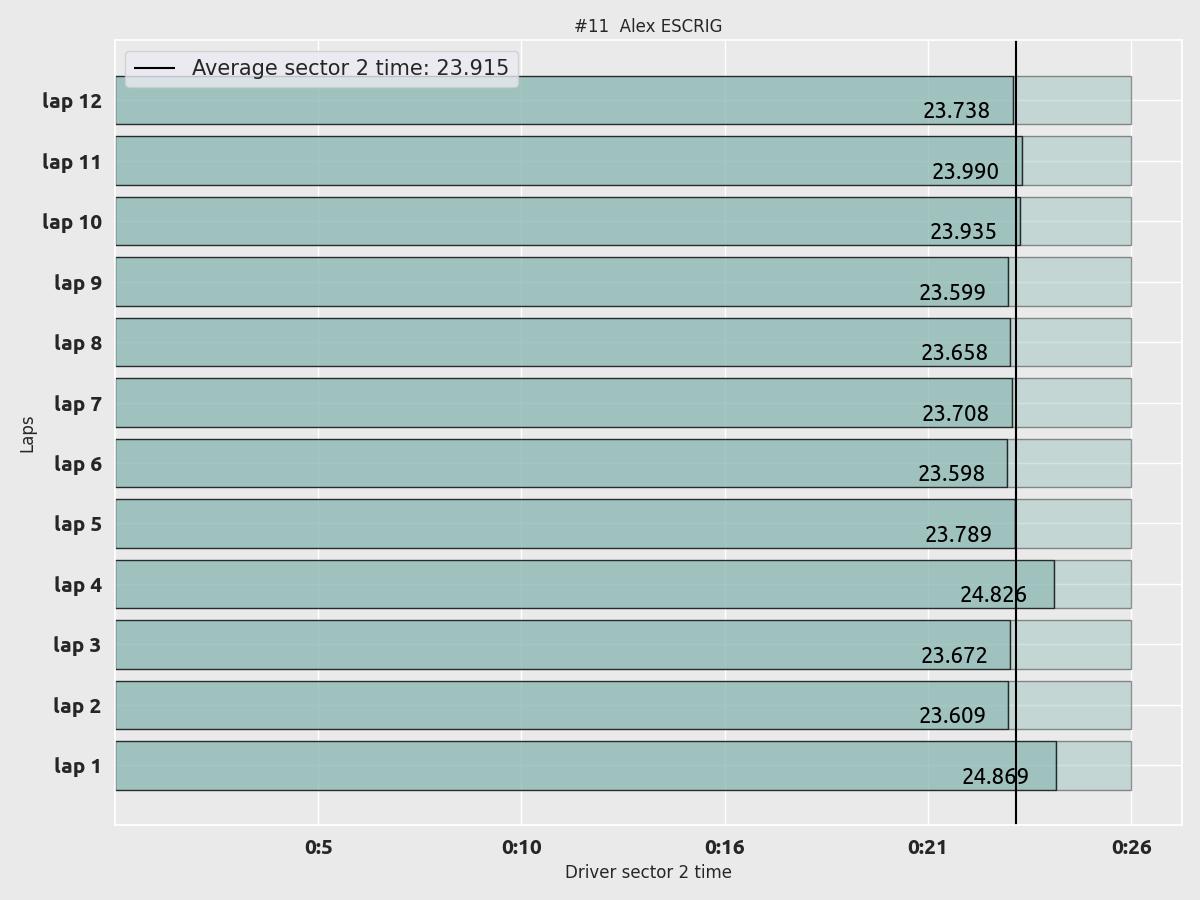 #11  Alex ESCRIG
Average sector 2 time: 23.915
lap 12 23.738
lap 11 23.990
lap 10 23.935
lap 9 23.599
lap 8 23.658
lap 7 23.708
lap 6 23.598
lap 5 23.789
lap 4 24.826
lap 3 23.672
lap 2 23.609
lap 1 24.869
Laps
0:5 0:10 0:16 0:21 0:26
Driver sector 2 time